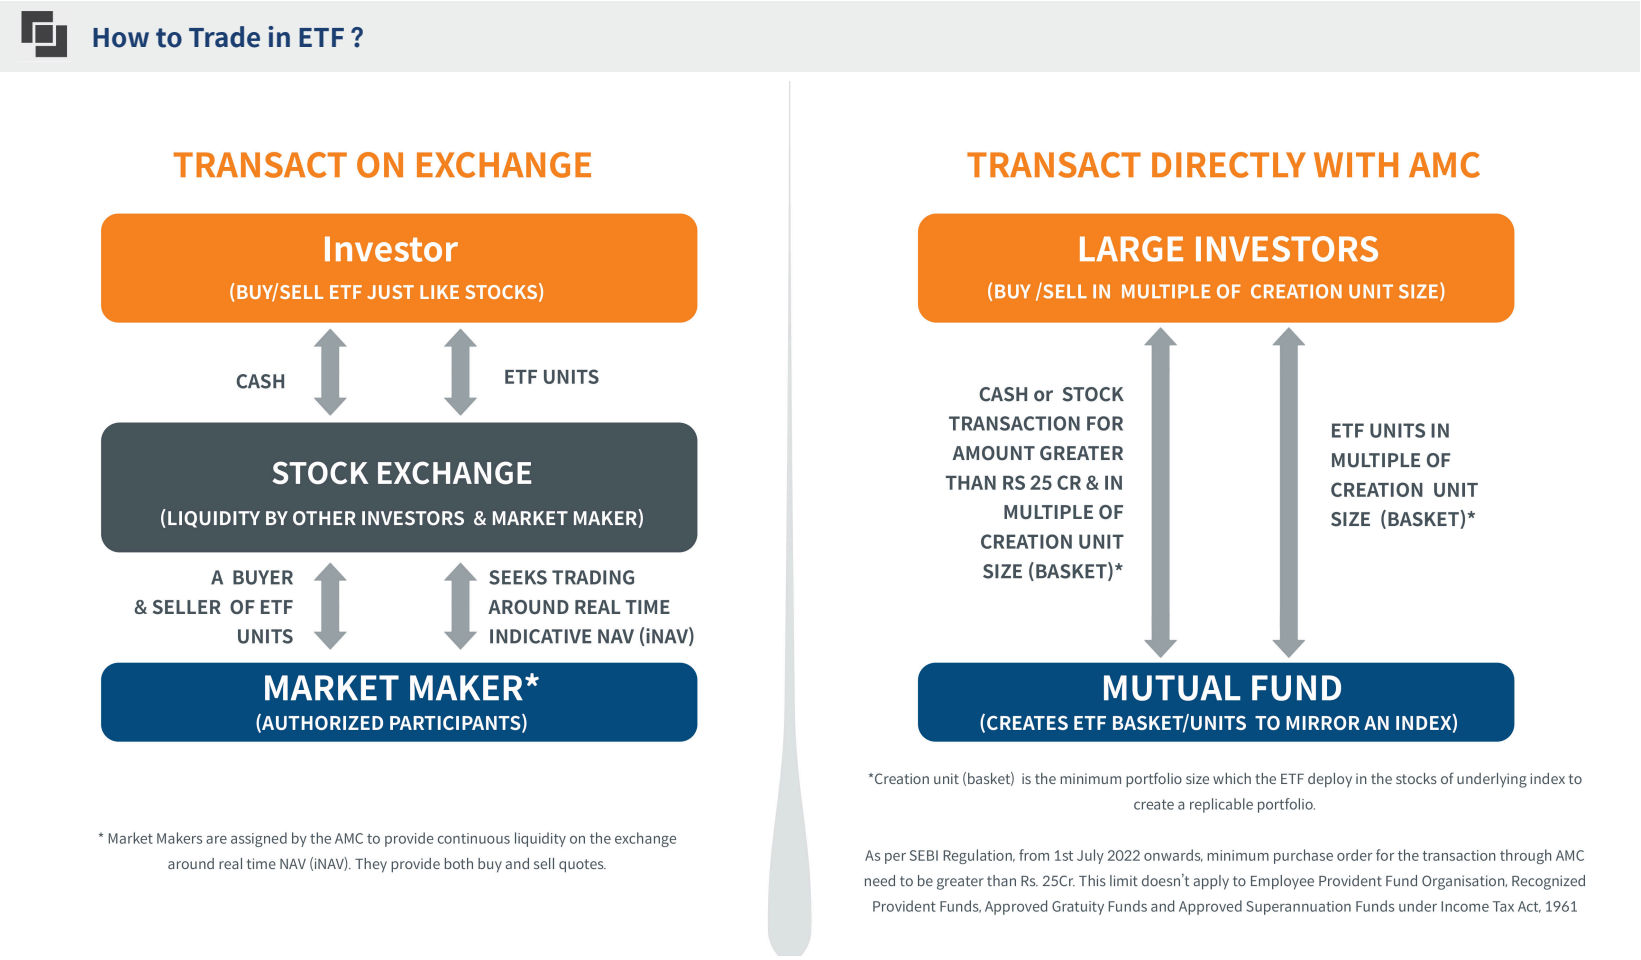 How to Trade in ETF ?
TRANSACT ON EXCHANGE
Investor
(BUY/SELL ETF JUST LIKE STOCKS)
CASH
ETF UNITS
STOCK EXCHANGE
(LIQUIDITY BY OTHER INVESTORS & MARKET MAKER)
A BUYER
& SELLER OF ETF
UNITS
SEEKS TRADING
AROUND REAL TIME
INDICATIVE NAV (iNAV)
MARKET MAKER*
(AUTHORIZED PARTICIPANTS)
* Market Makers are assigned by the AMC to provide continuous liquidity on the exchange
around real time NAV (iNAV). They provide both buy and sell quotes.
TRANSACT DIRECTLY WITH AMC
LARGE INVESTORS
(BUY /SELL IN MULTIPLE OF CREATION UNIT SIZE)
CASH or STOCK
TRANSACTION FOR
AMOUNT GREATER
THAN RS 25 CR & IN
MULTIPLE OF
CREATION UNIT
SIZE (BASKET)*
ETF UNITS IN
MULTIPLE OF
CREATION UNIT
SIZE (BASKET)*
MUTUAL FUND
(CREATES ETF BASKET/UNITS TO MIRROR AN INDEX)
*Creation unit (basket) is the minimum portfolio size which the ETF deploy in the stocks of underlying index to
create a replicable portfolio.
As per SEBI Regulation, from 1st July 2022 onwards, minimum purchase order for the transaction through AMC
need to be greater than Rs. 25Cr. This limit doesn't apply to Employee Provident Fund Organisation, Recognized
Provident Funds, Approved Gratuity Funds and Approved Superannuation Funds under Income Tax Act, 1961